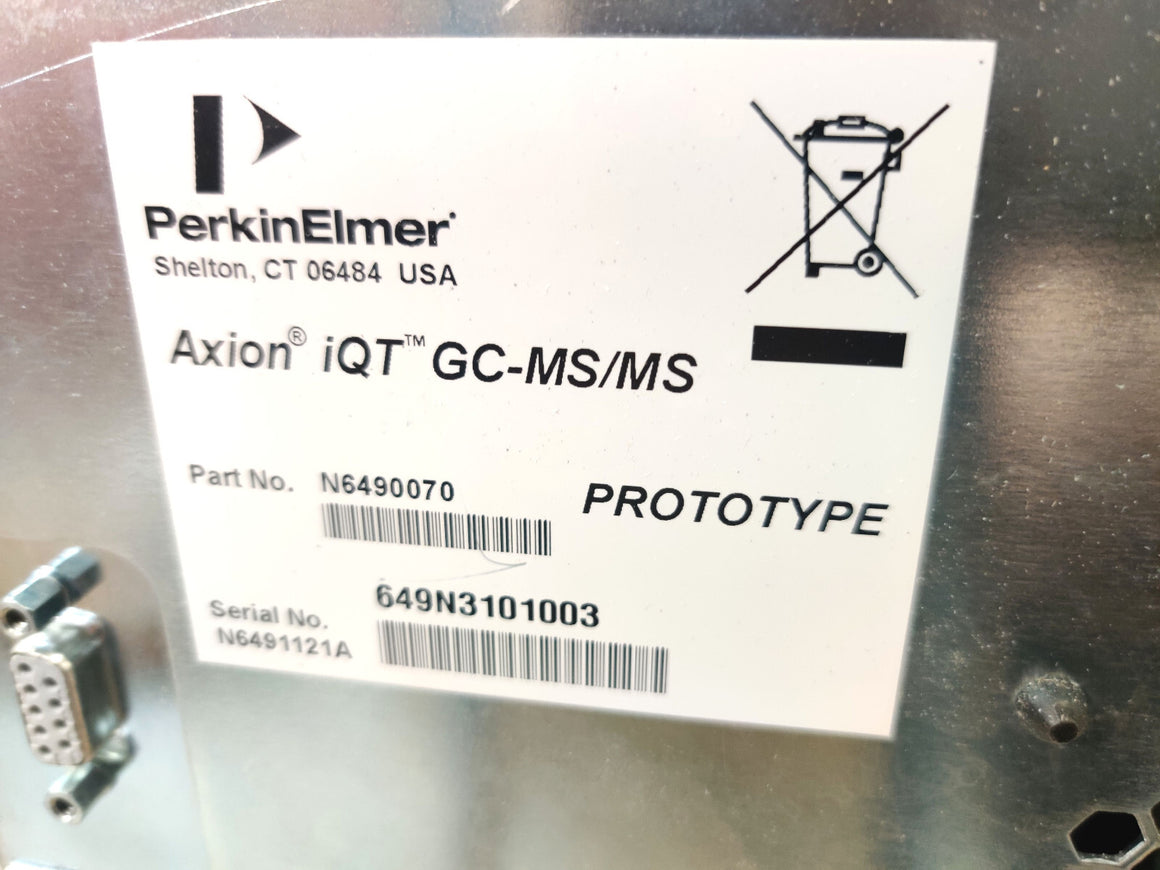 PerkinElmer
Shelton, CT 06484 USA
Axion® iQT™ GC-MS/MS
Part No. N6490070
PROTOTYPE
Serial No. 649N3101003
N6491121A